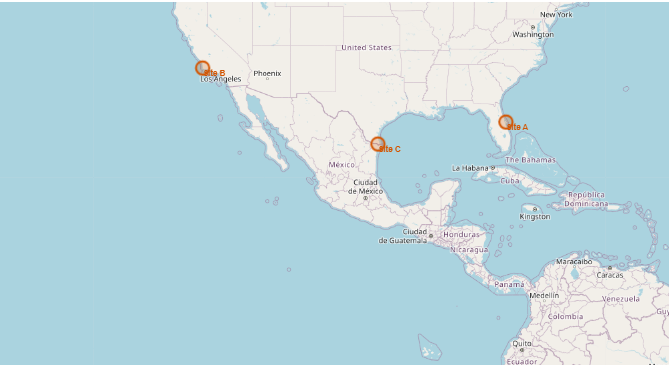 New York
Washington
United States
Site B
Los Angeles
Phoenix
Site A
Site C
México
La Habana
The Bahamas
Cuba
Ciudad
de México
República
Dominicana
Kingston
Ciudad
de Guatemala
Honduras
Nicaragua
Maracaibo
Caracas
Panamá
Medellín
Venezuela
Colombia
Quito
Ecuador